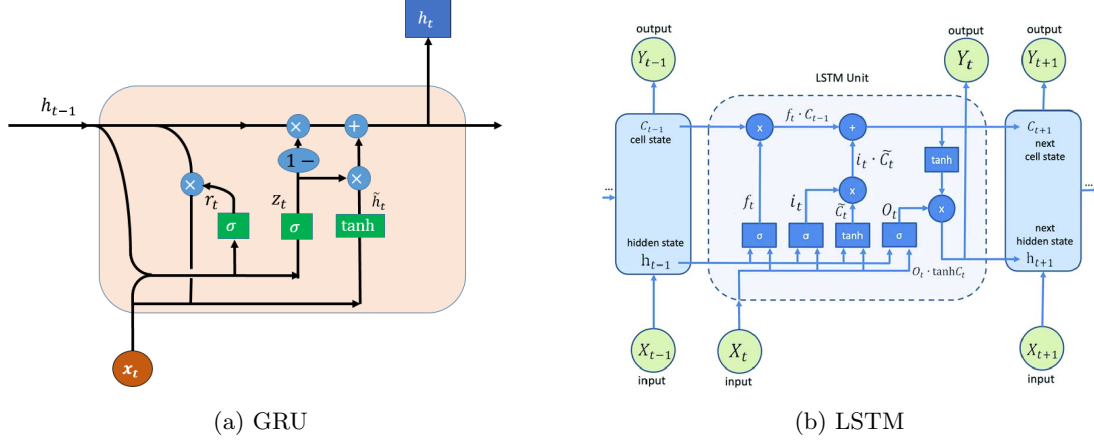 h_t
h_{t-1}
× +
1 −
× r_t z_t × h̃_t
σ σ tanh
x_t
(a) GRU
output output output
Y_{t-1} Y_t Y_{t+1}
LSTM Unit
C_{t-1} x f_t · C_{t-1} + C_{t+1}
cell state next
cell state
tanh
i_t · C̃_t
... ...
f_t i_t x C̃_t O_t x
σ σ tanh σ
hidden state next
hidden state
h_{t-1} h_{t+1}
O_t · tanhC_t
X_{t-1} X_t X_{t+1}
input input input
(b) LSTM